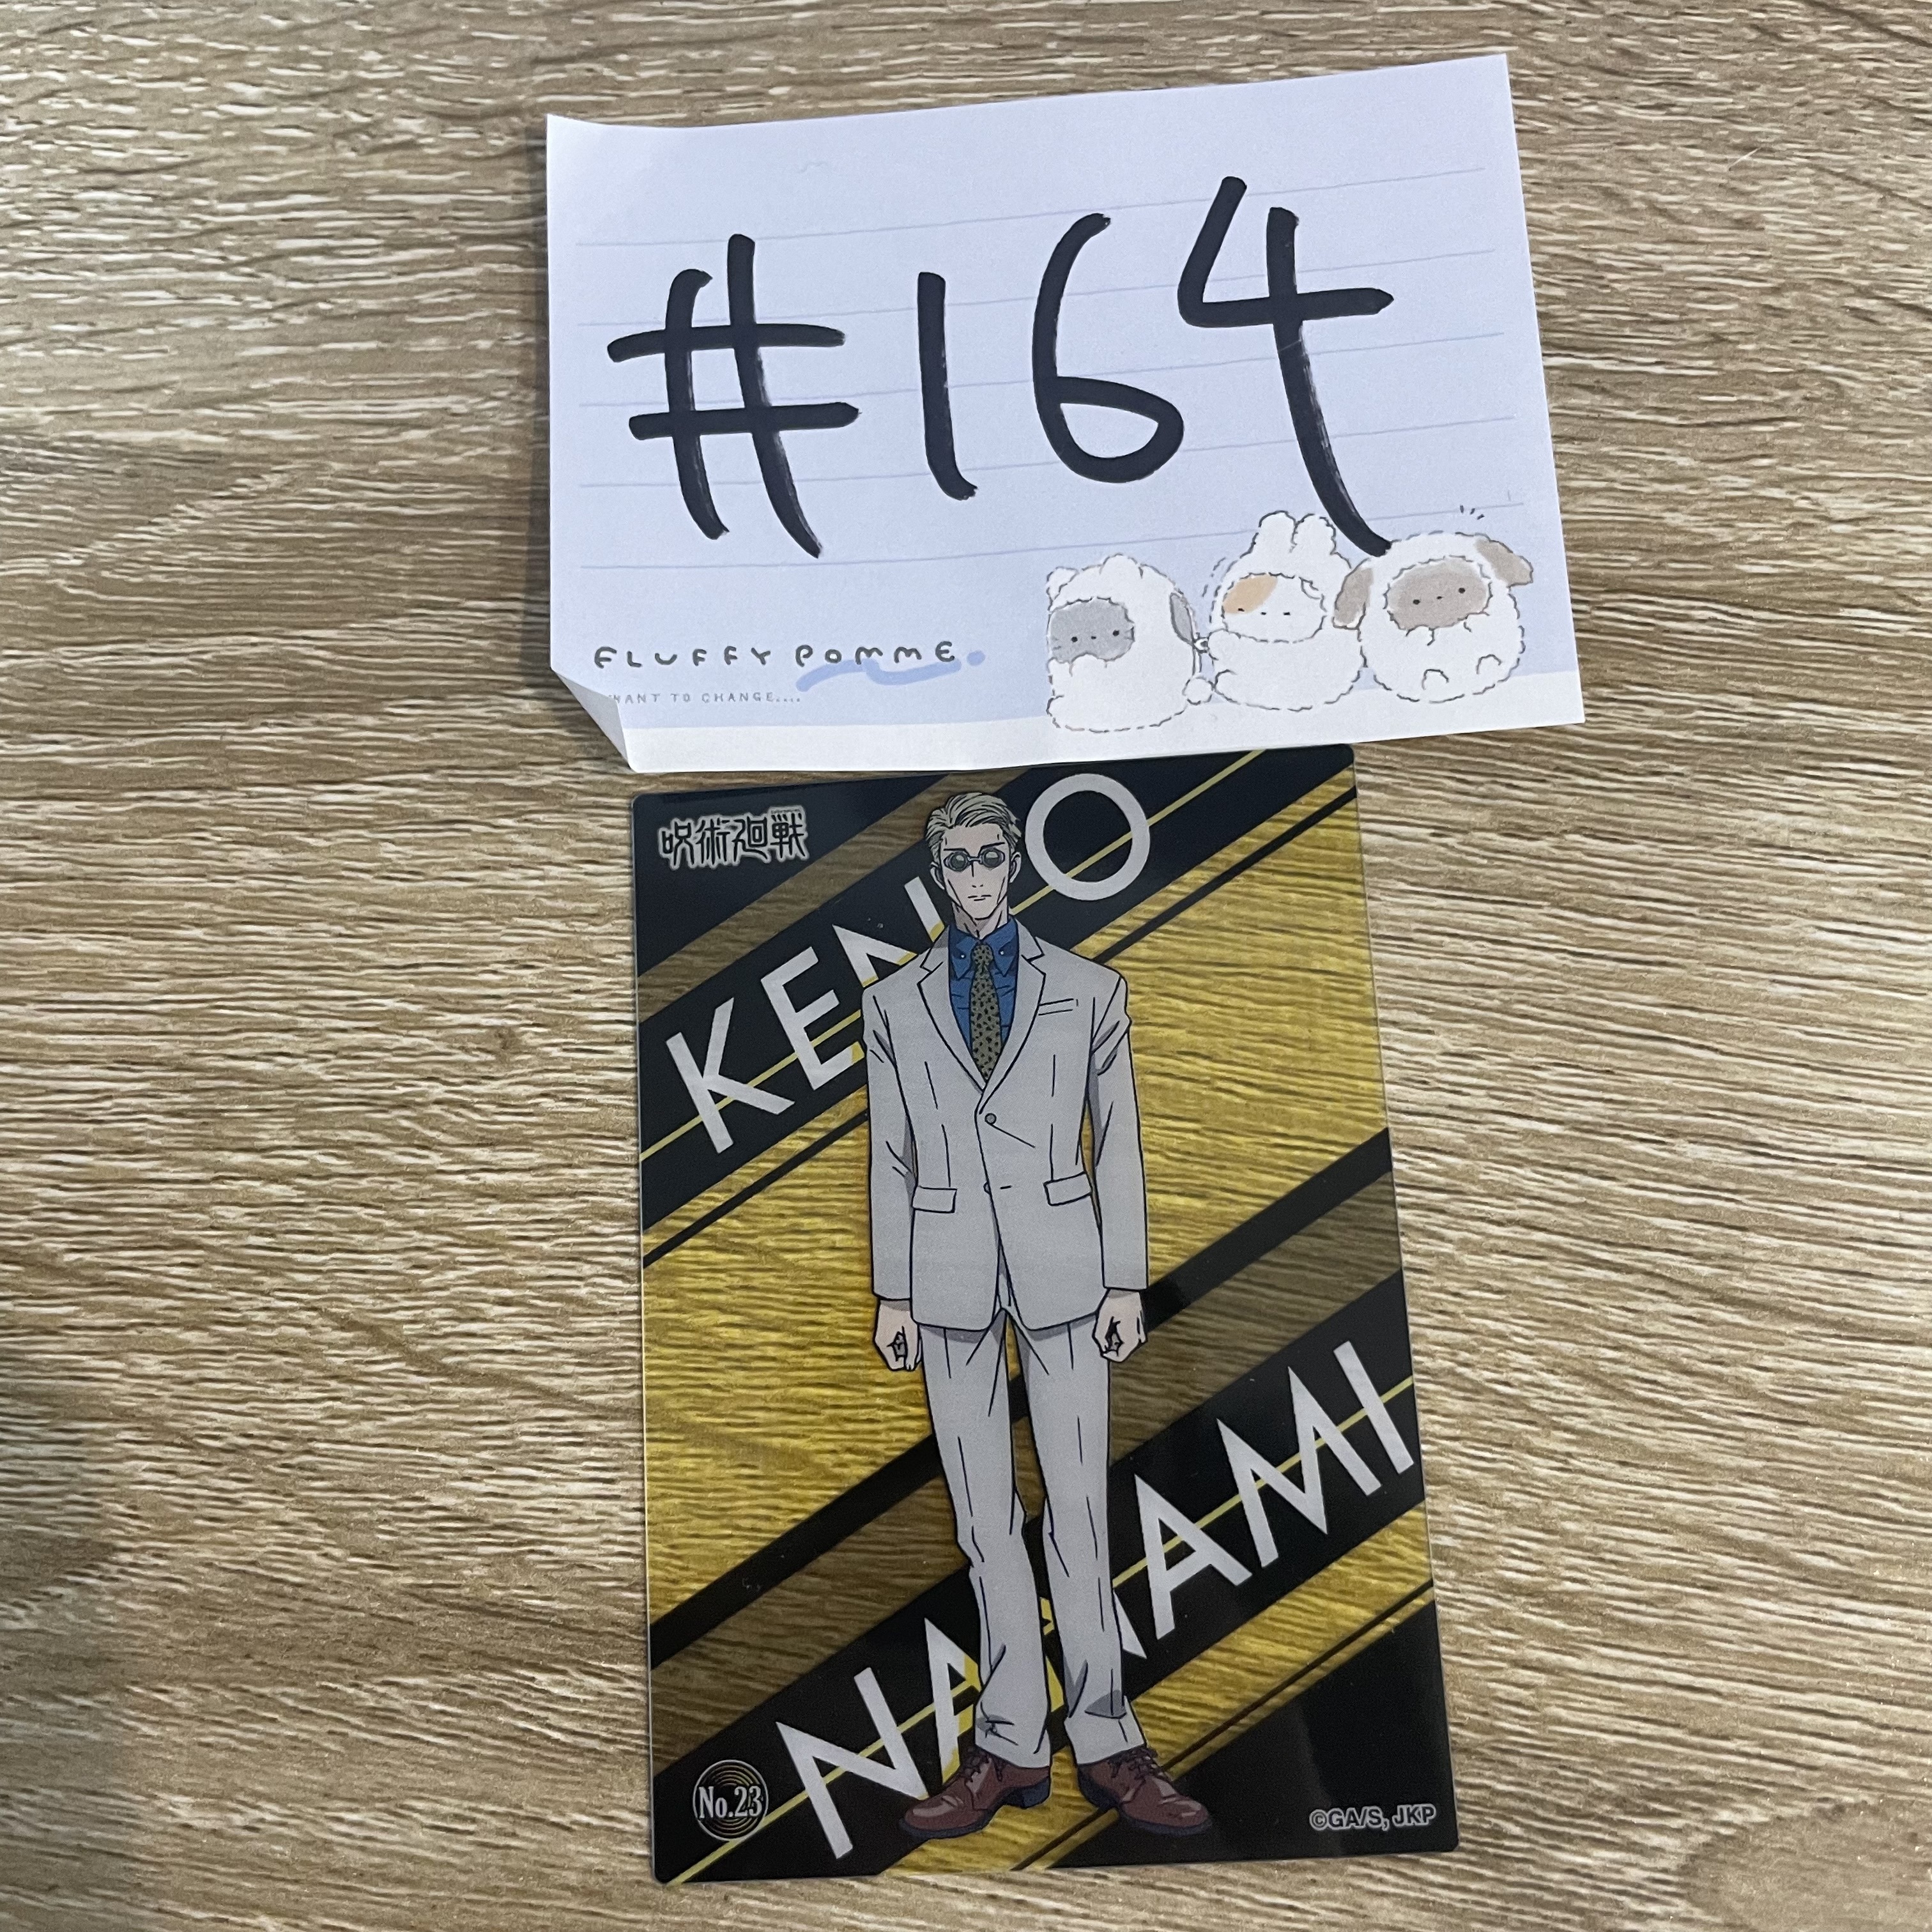 #164
FLUFFY POMME.
WANT TO CHANGE....
呪術廻戦
KENTO
NANAMI
No.23
©GA/S, JKP